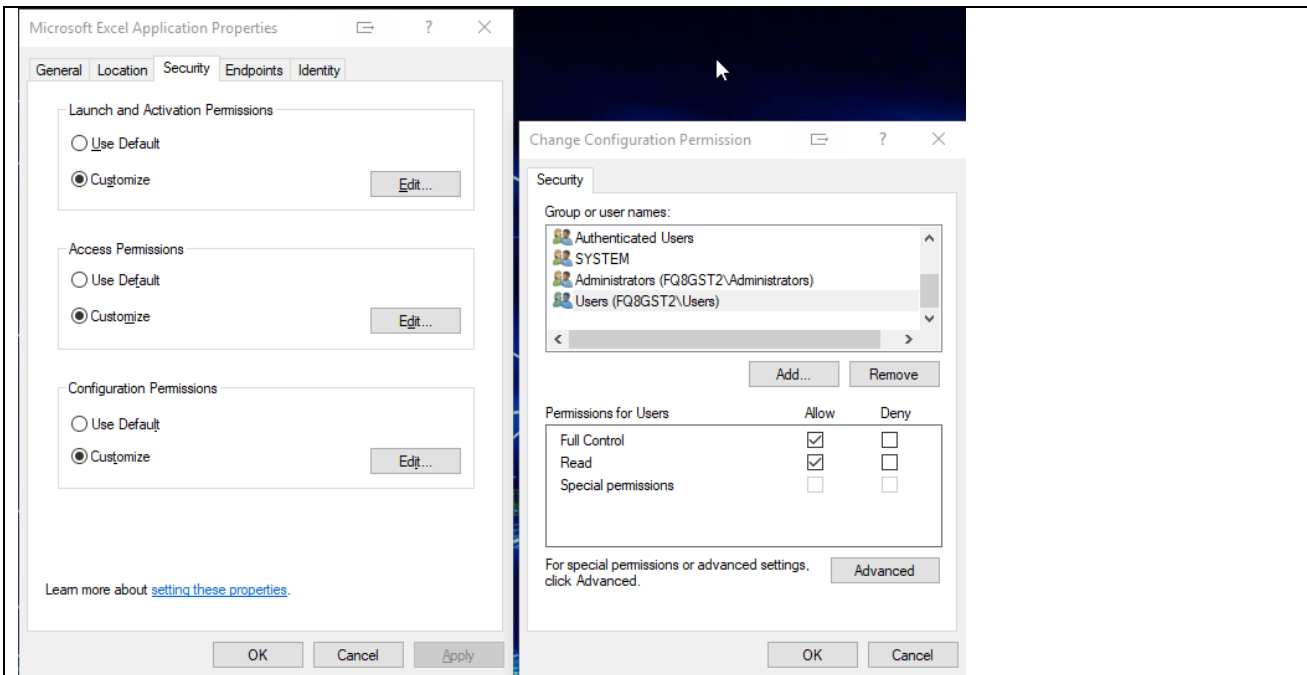 Microsoft Excel Application Properties
General Location Security Endpoints Identity
Launch and Activation Permissions
Use Default
Customize
Edit...
Access Permissions
Use Default
Customize
Edit...
Configuration Permissions
Use Default
Customize
Edit...
Learn more about setting these properties.
OK Cancel Apply
Change Configuration Permission
Security
Group or user names:
Authenticated Users
SYSTEM
Administrators (FQ8GST2\Administrators)
Users (FQ8GST2\Users)
Add... Remove
Permissions for Users Allow Deny
Full Control
Read
Special permissions
For special permissions or advanced settings,
click Advanced.
Advanced
OK Cancel